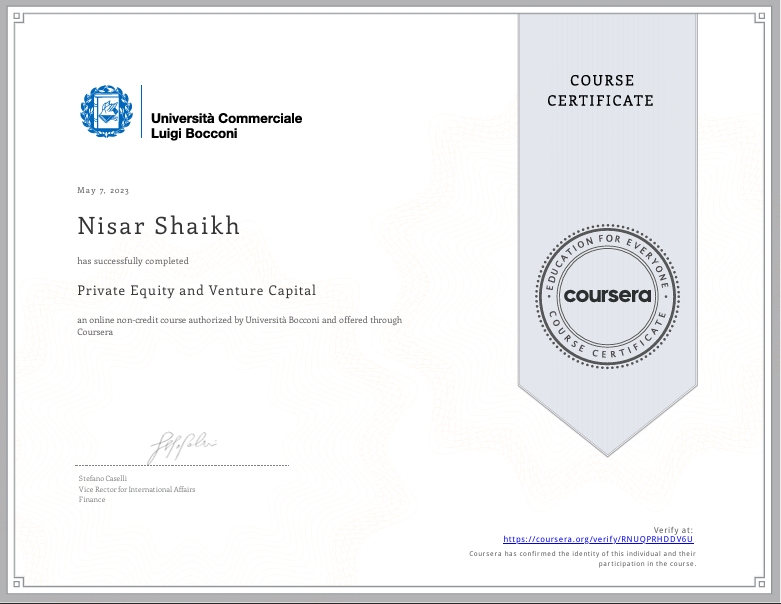 COURSE
CERTIFICATE
Università Commerciale
Luigi Bocconi
May 7, 2023
Nisar Shaikh
has successfully completed
Private Equity and Venture Capital
an online non-credit course authorized by Università Bocconi and offered through
Coursera
EDUCATION FOR EVERYONE
coursera
COURSE CERTIFICATE
Stefano Caselli
Vice Rector for International Affairs
Finance
Verify at:
https://coursera.org/verify/RNUQPRHDDV6U
Coursera has confirmed the identity of this individual and their
participation in the course.